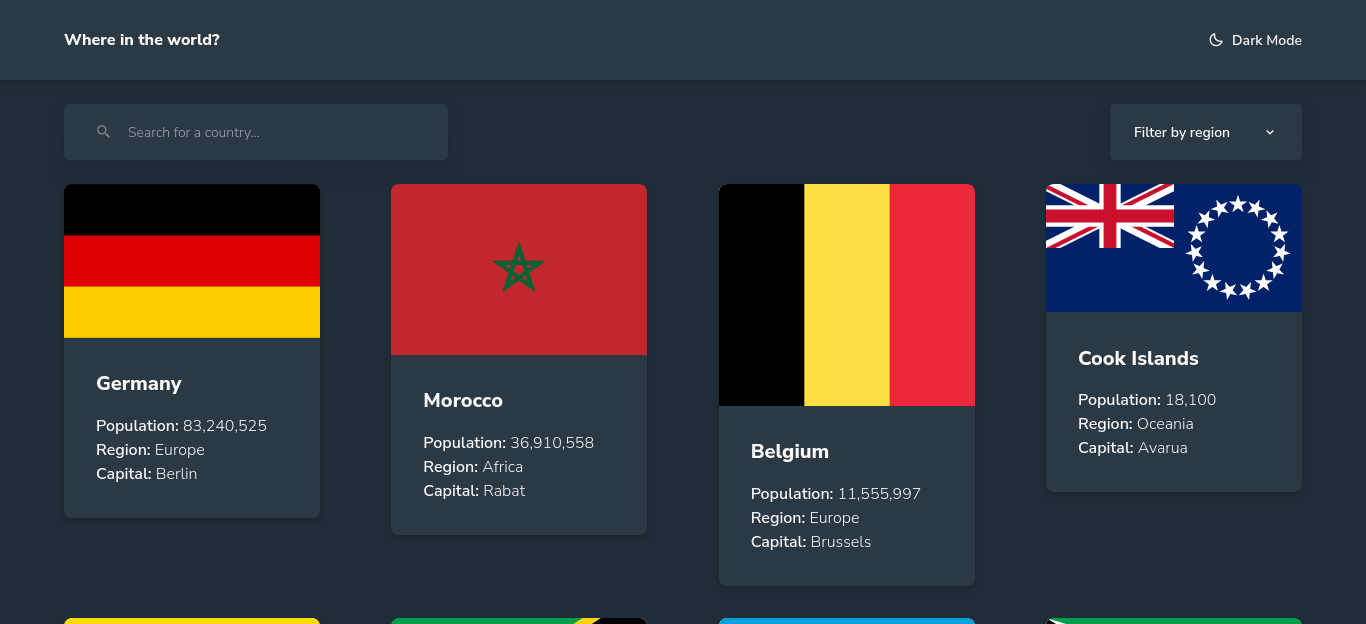 Where in the world?
Dark Mode
Search for a country...
Filter by region
Germany
Population: 83,240,525
Region: Europe
Capital: Berlin
Morocco
Population: 36,910,558
Region: Africa
Capital: Rabat
Belgium
Population: 11,555,997
Region: Europe
Capital: Brussels
Cook Islands
Population: 18,100
Region: Oceania
Capital: Avarua